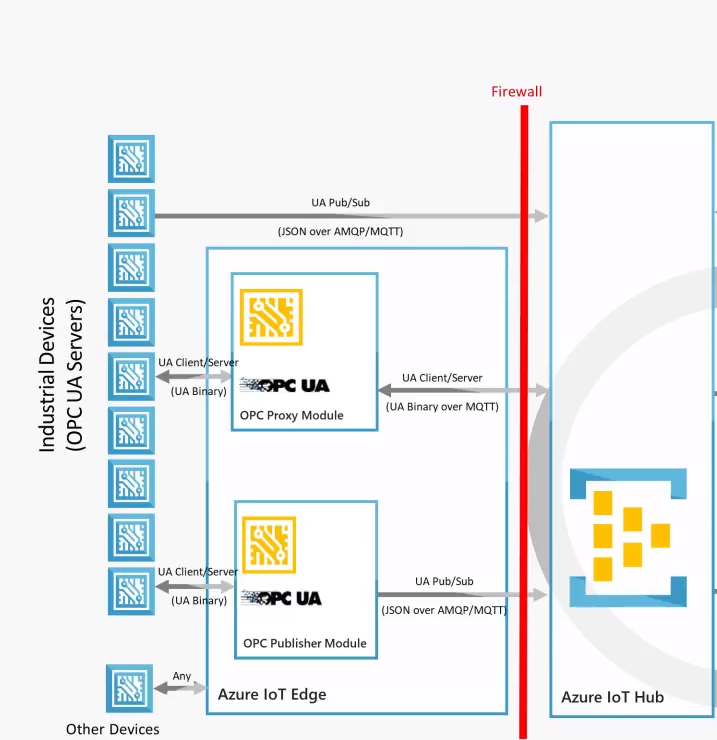 Firewall
UA Pub/Sub
(JSON over AMQP/MQTT)
Industrial Devices
(OPC UA Servers)
UA Client/Server
(UA Binary)
OPC UA
OPC Proxy Module
UA Client/Server
(UA Binary over MQTT)
UA Client/Server
(UA Binary)
OPC UA
OPC Publisher Module
UA Pub/Sub
(JSON over AMQP/MQTT)
Any
Other Devices
Azure IoT Edge
Azure IoT Hub